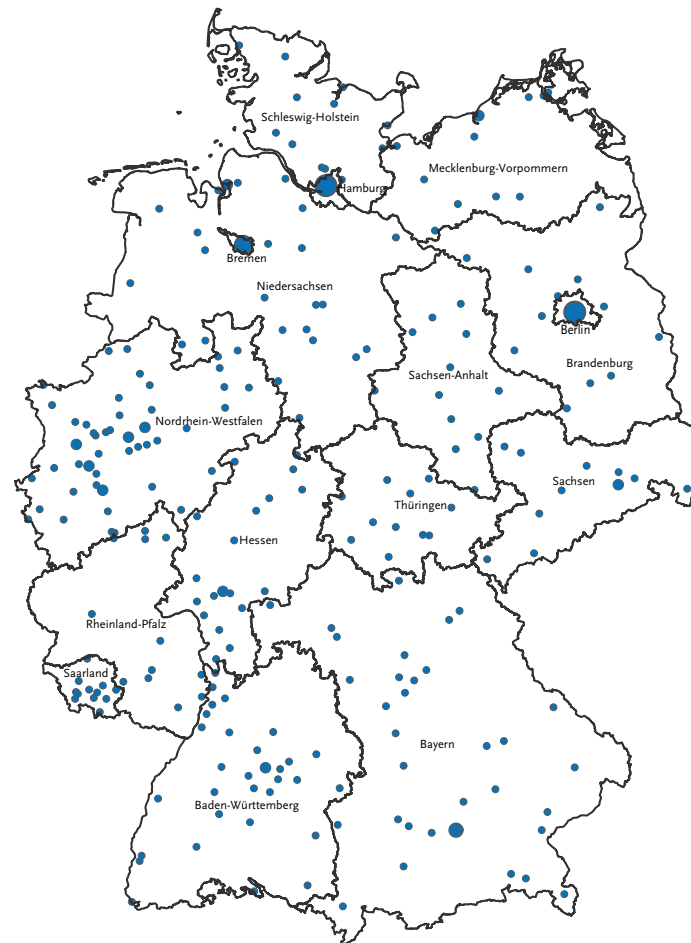 Schleswig-Holstein
Mecklenburg-Vorpommern
Hamburg
Bremen
Niedersachsen
Berlin
Brandenburg
Sachsen-Anhalt
Nordrhein-Westfalen
Sachsen
Thüringen
Hessen
Rheinland-Pfalz
Saarland
Bayern
Baden-Württemberg